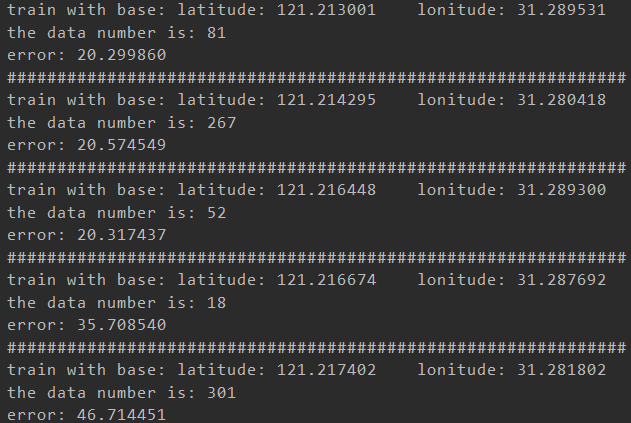 train with base: latitude: 121.213001    lonitude: 31.289531
the data number is: 81
error: 20.299860
##############################################################
train with base: latitude: 121.214295    lonitude: 31.280418
the data number is: 267
error: 20.574549
##############################################################
train with base: latitude: 121.216448    lonitude: 31.289300
the data number is: 52
error: 20.317437
##############################################################
train with base: latitude: 121.216674    lonitude: 31.287692
the data number is: 18
error: 35.708540
##############################################################
train with base: latitude: 121.217402    lonitude: 31.281802
the data number is: 301
error: 46.714451